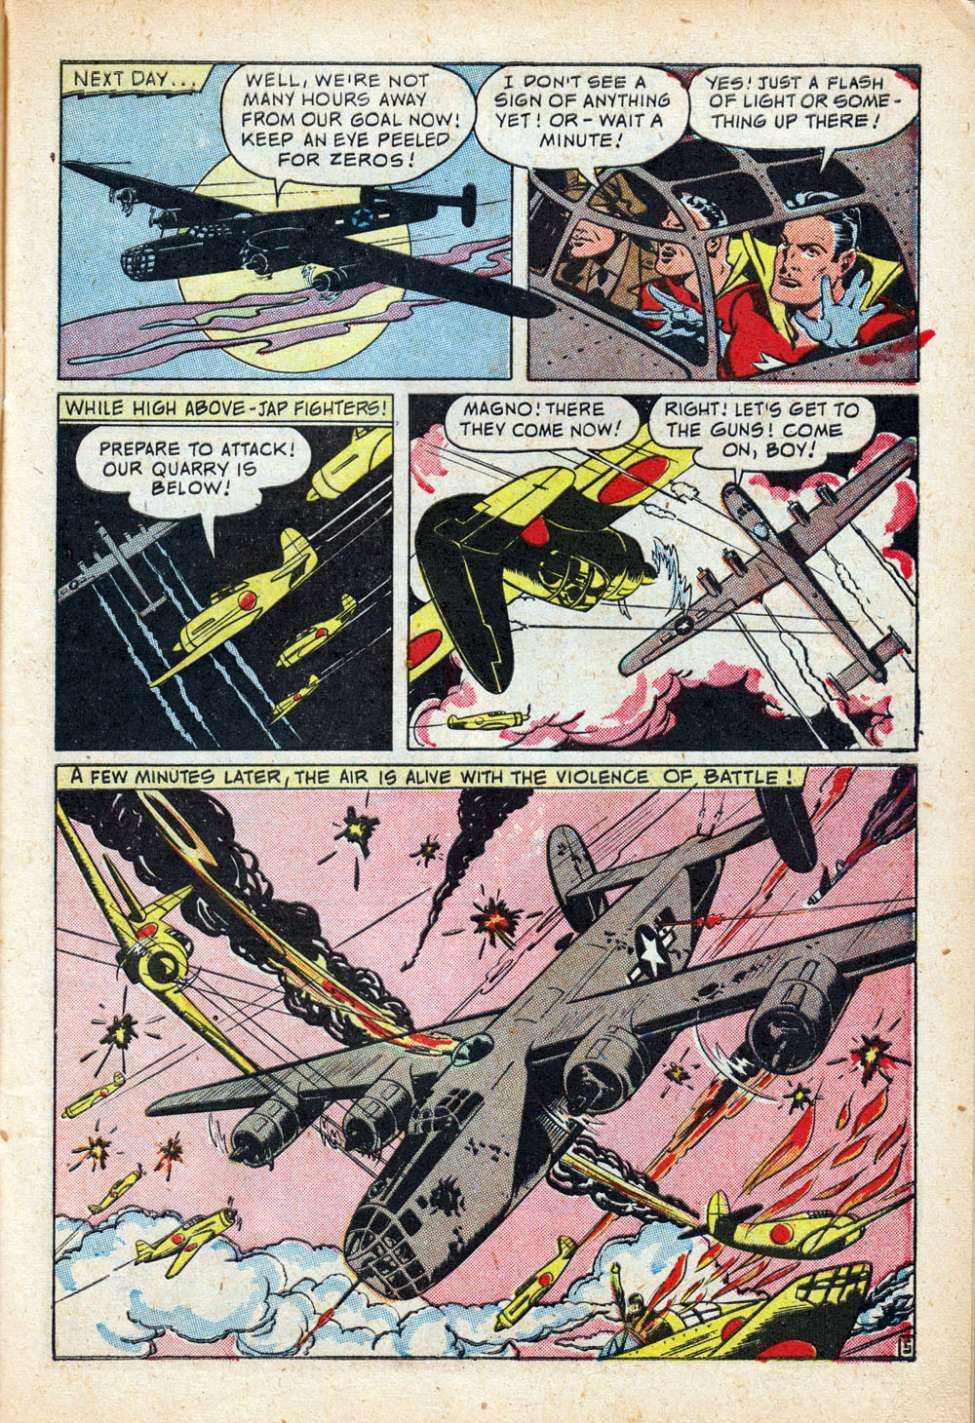 NEXT DAY...
WELL, WE'RE NOT
MANY HOURS AWAY
FROM OUR GOAL NOW!
KEEP AN EYE PEELED
FOR ZEROS!
I DON'T SEE A
SIGN OF ANYTHING
YET! OR-WAIT A
MINUTE!
YES! JUST A FLASH
OF LIGHT OR SOME-
THING UP THERE!
WHILE HIGH ABOVE-JAP FIGHTERS!
PREPARE TO ATTACK!
OUR QUARRY IS
BELOW!
MAGNO! THERE
THEY COME NOW!
RIGHT! LET'S GET TO
THE GUNS! COME
ON, BOY!
A FEW MINUTES LATER, THE AIR IS ALIVE WITH THE VIOLENCE OF BATTLE!
5